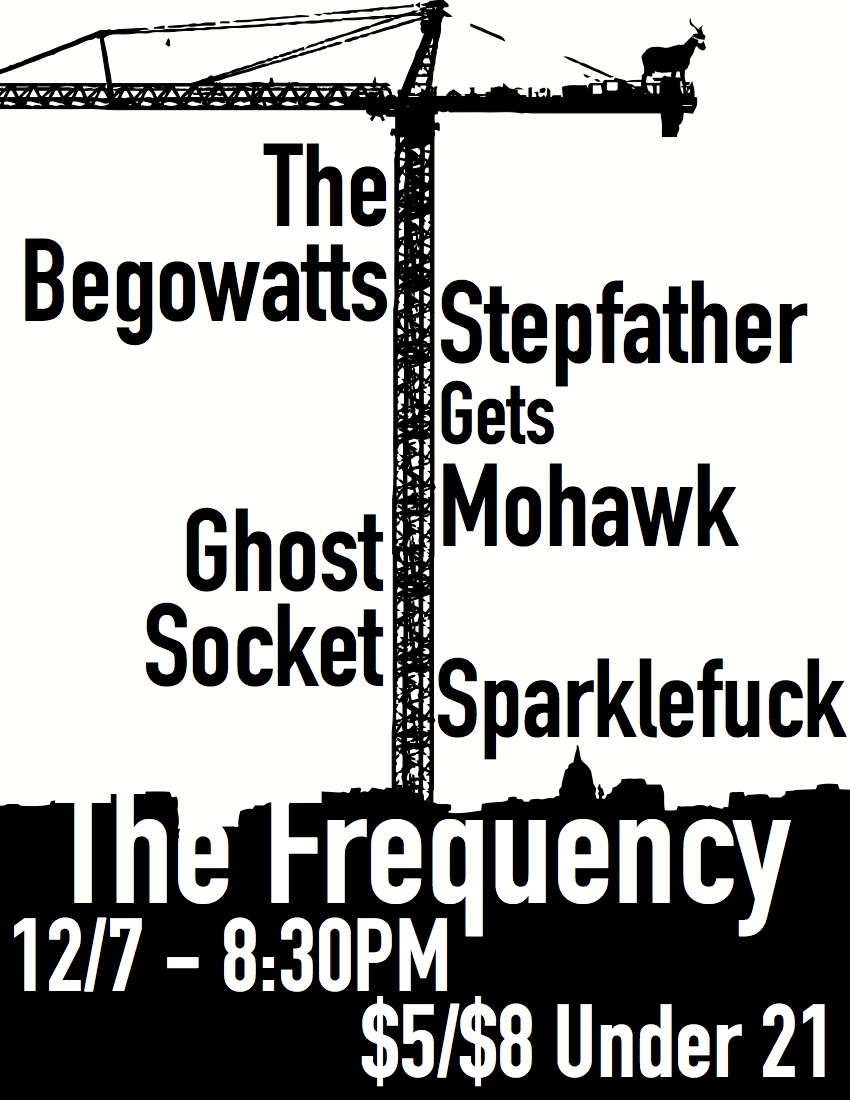 The
Begowatts
Stepfather
Gets
Mohawk
Ghost
Socket
Sparklefuck
The Frequency
12/7 – 8:30PM
$5/$8 Under 21